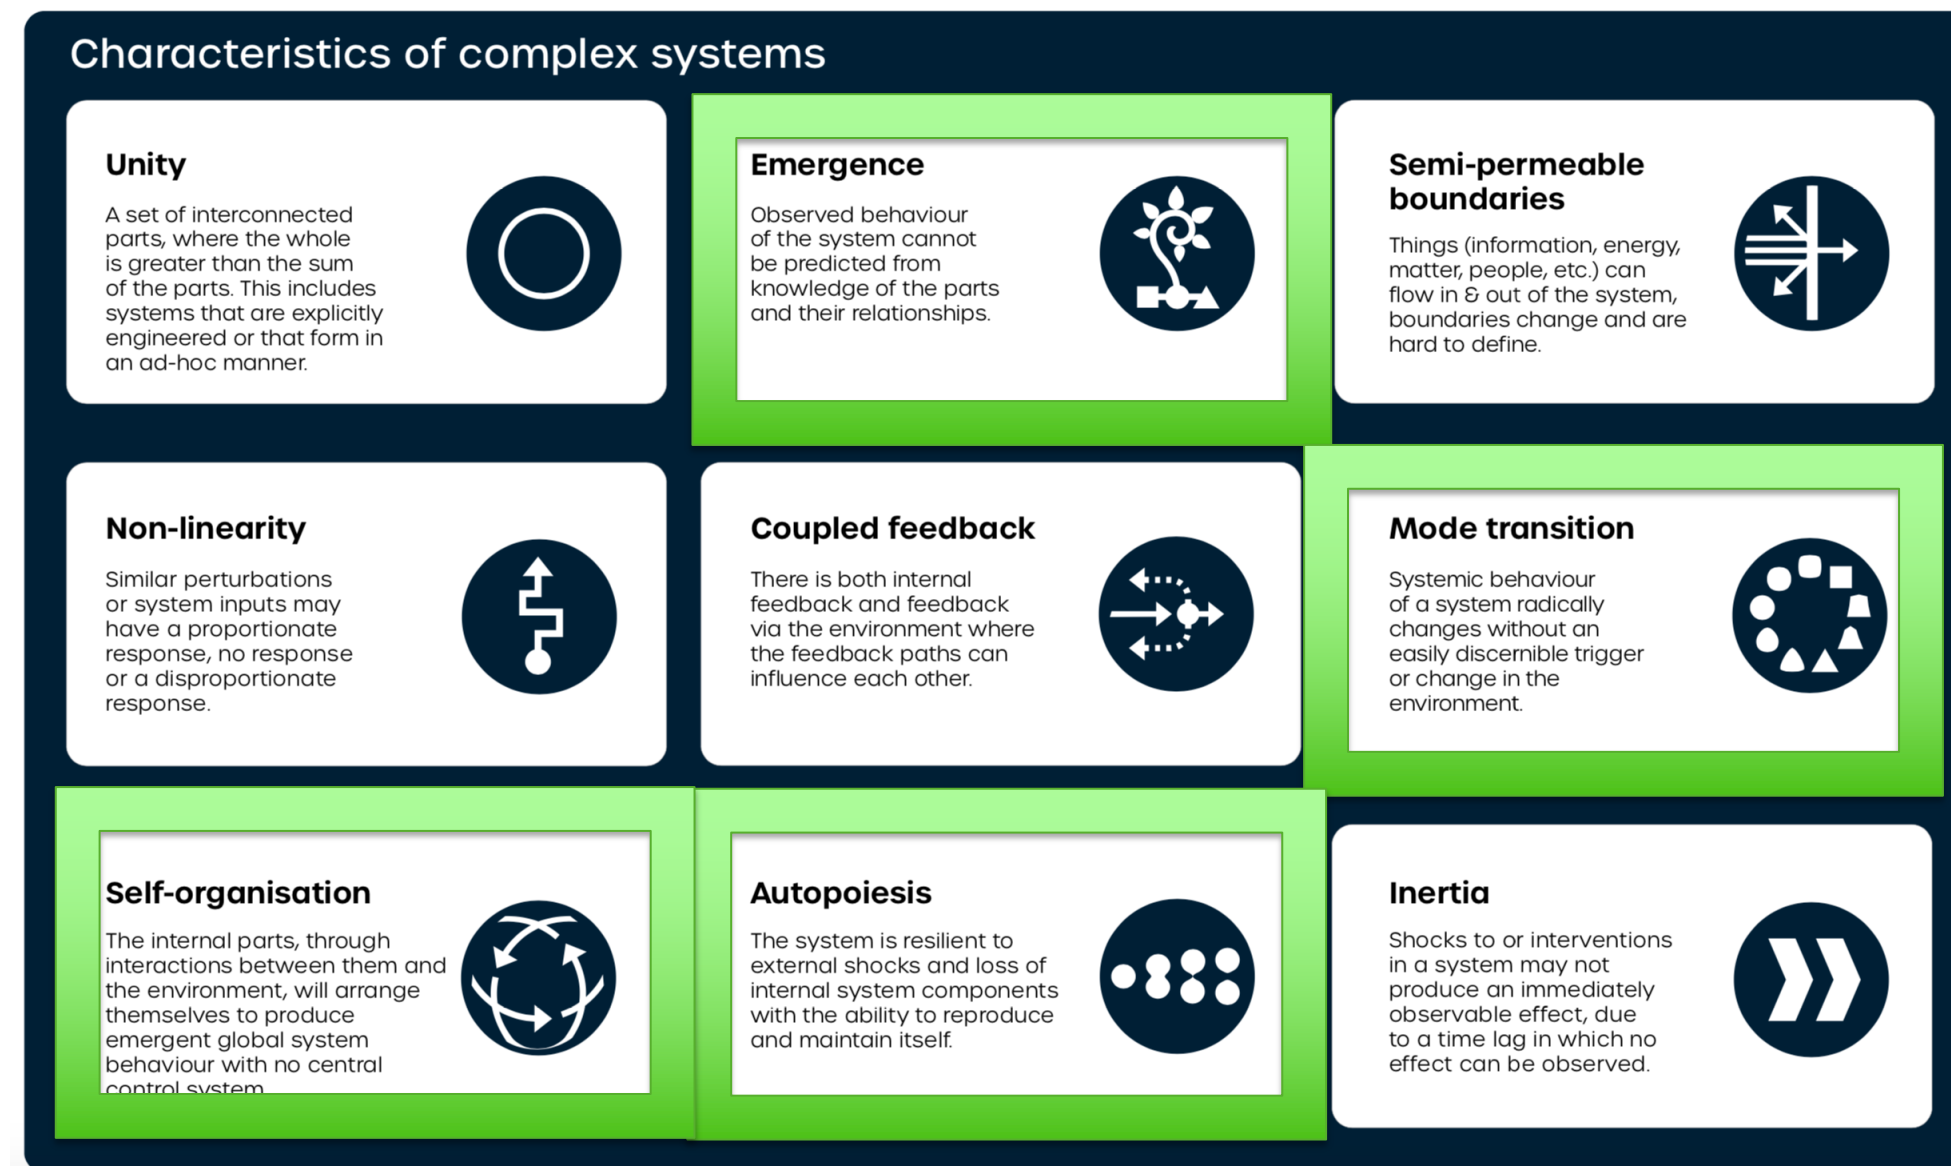 Characteristics of complex systems
Unity
A set of interconnected
parts, where the whole
is greater than the sum
of the parts. This includes
systems that are explicitly
engineered or that form in
an ad-hoc manner.
Emergence
Observed behaviour
of the system cannot
be predicted from
knowledge of the parts
and their relationships.
Semi-permeable
boundaries
Things (information, energy,
matter, people, etc.) can
flow in & out of the system,
boundaries change and are
hard to define.
Non-linearity
Similar perturbations
or system inputs may
have a proportionate
response, no response
or a disproportionate
response.
Coupled feedback
There is both internal
feedback and feedback
via the environment where
the feedback paths can
influence each other.
Mode transition
Systemic behaviour
of a system radically
changes without an
easily discernible trigger
or change in the
environment.
Self-organisation
The internal parts, through
interactions between them and
the environment, will arrange
themselves to produce
emergent global system
behaviour with no central
control system
Autopoiesis
The system is resilient to
external shocks and loss of
internal system components
with the ability to reproduce
and maintain itself.
Inertia
Shocks to or interventions
in a system may not
produce an immediately
observable effect, due
to a time lag in which no
effect can be observed.